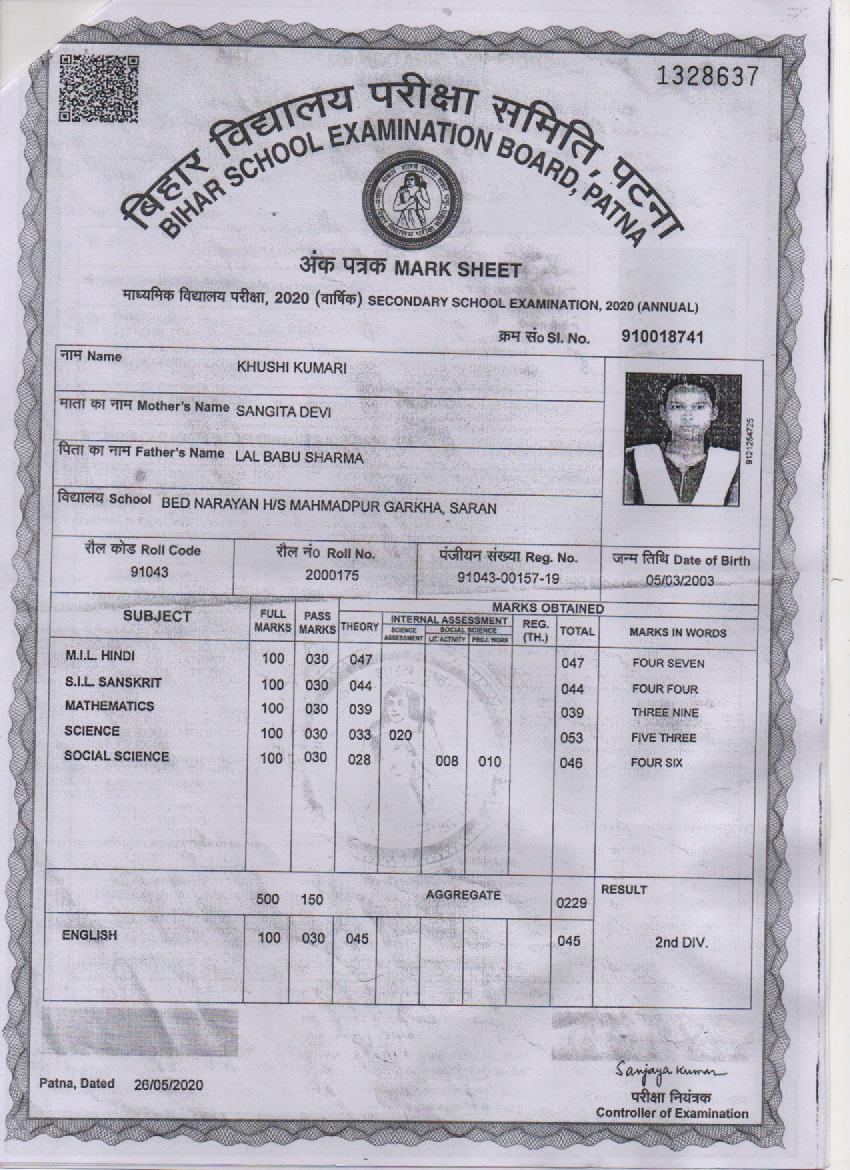 1328637
बिहार विद्यालय परीक्षा समिति, पटना
BIHAR SCHOOL EXAMINATION BOARD, PATNA
अंक पत्रक MARK SHEET
माध्यमिक विद्यालय परीक्षा, 2020 (वार्षिक) SECONDARY SCHOOL EXAMINATION, 2020 (ANNUAL)
क्रम सं० Sl. No. 910018741
नाम Name KHUSHI KUMARI
माता का नाम Mother's Name SANGITA DEVI
पिता का नाम Father's Name LAL BABU SHARMA
विद्यालय School BED NARAYAN H/S MAHMADPUR GARKHA, SARAN
9121254725
रौल कोड Roll Code रौल नं० Roll No. पंजीयन संख्या Reg. No. जन्म तिथि Date of Birth
91043 2000175 91043-00157-19 05/03/2003
SUBJECT FULL MARKS PASS MARKS MARKS OBTAINED
THEORY INTERNAL ASSESSMENT REG. (TH.) TOTAL MARKS IN WORDS
SCIENCE ASSESSMENT SOCIAL SCIENCE
LIT. ACTIVITY PROJ. WORK
M.I.L. HINDI 100 030 047 047 FOUR SEVEN
S.I.L. SANSKRIT 100 030 044 044 FOUR FOUR
MATHEMATICS 100 030 039 039 THREE NINE
SCIENCE 100 030 033 020 053 FIVE THREE
SOCIAL SCIENCE 100 030 028 008 010 046 FOUR SIX
500 150 AGGREGATE 0229 RESULT
ENGLISH 100 030 045 045 2nd DIV.
Patna, Dated 26/05/2020
Sanjaya Kumar
परीक्षा नियंत्रक
Controller of Examination